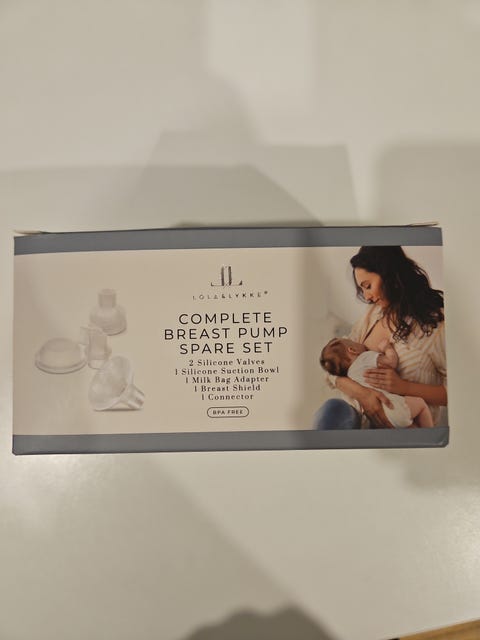 LOLA&LYKKE®
COMPLETE
BREAST PUMP
SPARE SET
2 Silicone Valves
1 Silicone Suction Bowl
1 Milk Bag Adapter
1 Breast Shield
1 Connector
BPA FREE